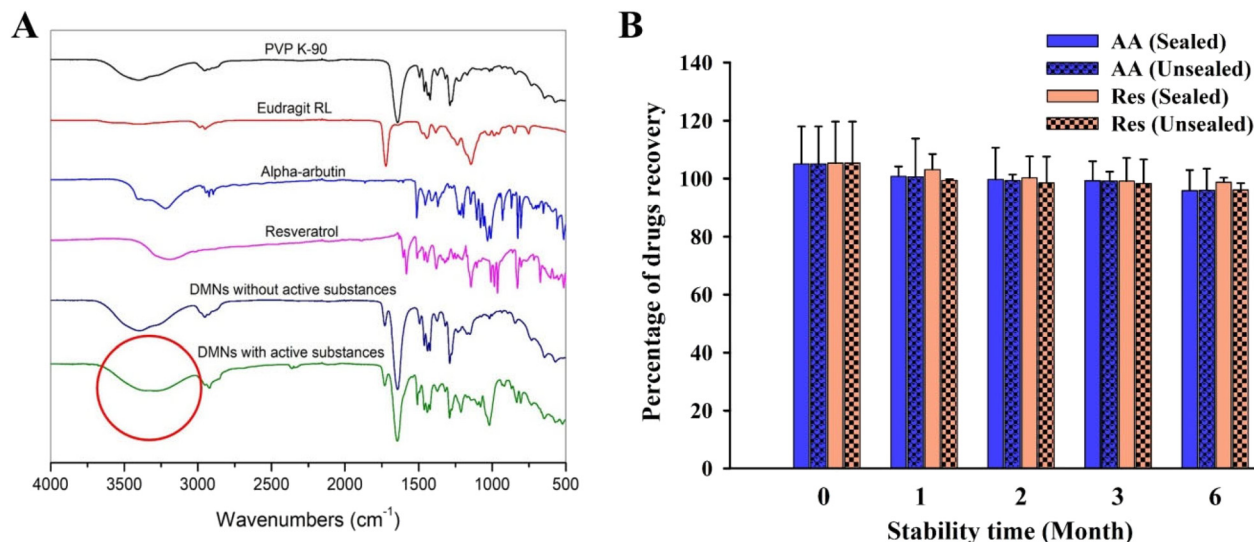 A
PVP K-90
Eudragit RL
Alpha-arbutin
Resveratrol
DMNs without active substances
DMNs with active substances
4000 3500 3000 2500 2000 1500 1000 500
Wavenumbers (cm⁻¹)
B
AA (Sealed)
AA (Unsealed)
Res (Sealed)
Res (Unsealed)
Percentage of drugs recovery
140
120
100
80
60
40
20
0
0 1 2 3 6
Stability time (Month)